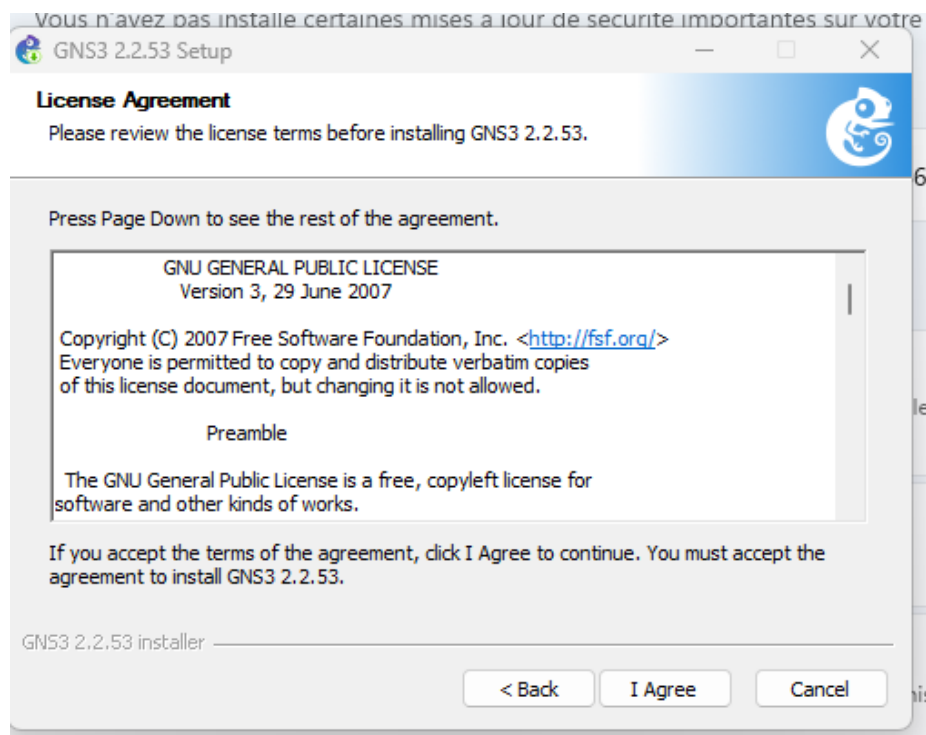 Vous n'avez pas installé certaines mises à jour de sécurité importantes sur votre
GNS3 2.2.53 Setup
License Agreement
Please review the license terms before installing GNS3 2.2.53.
Press Page Down to see the rest of the agreement.
GNU GENERAL PUBLIC LICENSE
Version 3, 29 June 2007
Copyright (C) 2007 Free Software Foundation, Inc. <http://fsf.org/>
Everyone is permitted to copy and distribute verbatim copies
of this license document, but changing it is not allowed.
Preamble
The GNU General Public License is a free, copyleft license for
software and other kinds of works.
If you accept the terms of the agreement, click I Agree to continue. You must accept the
agreement to install GNS3 2.2.53.
GNS3 2.2.53 installer
< Back
I Agree
Cancel